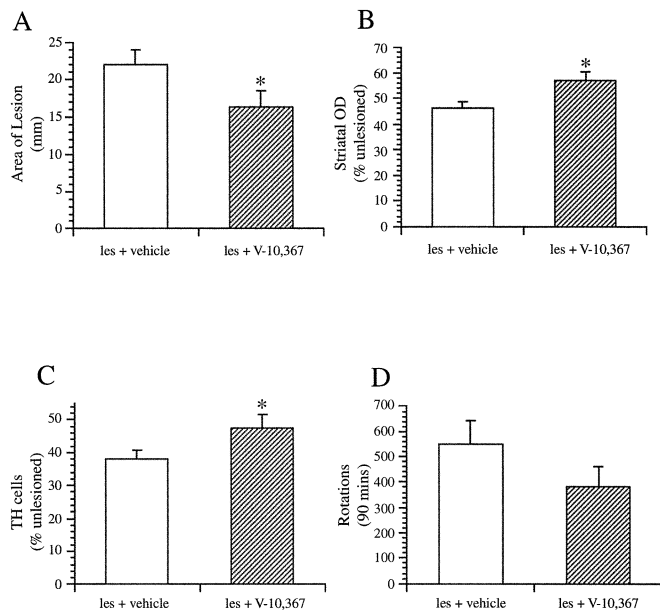 A
Area of Lesion
(mm)
25
20
15
10
5
0
*
les + vehicle
les + V-10,367
B
Striatal OD
(% unlesioned)
70
60
50
40
30
20
10
0
*
les + vehicle
les + V-10,367
C
TH cells
(% unlesioned)
50
40
30
20
10
0
*
les + vehicle
les + V-10,367
D
Rotations
(90 mins)
700
600
500
400
300
200
100
0
les + vehicle
les + V-10,367